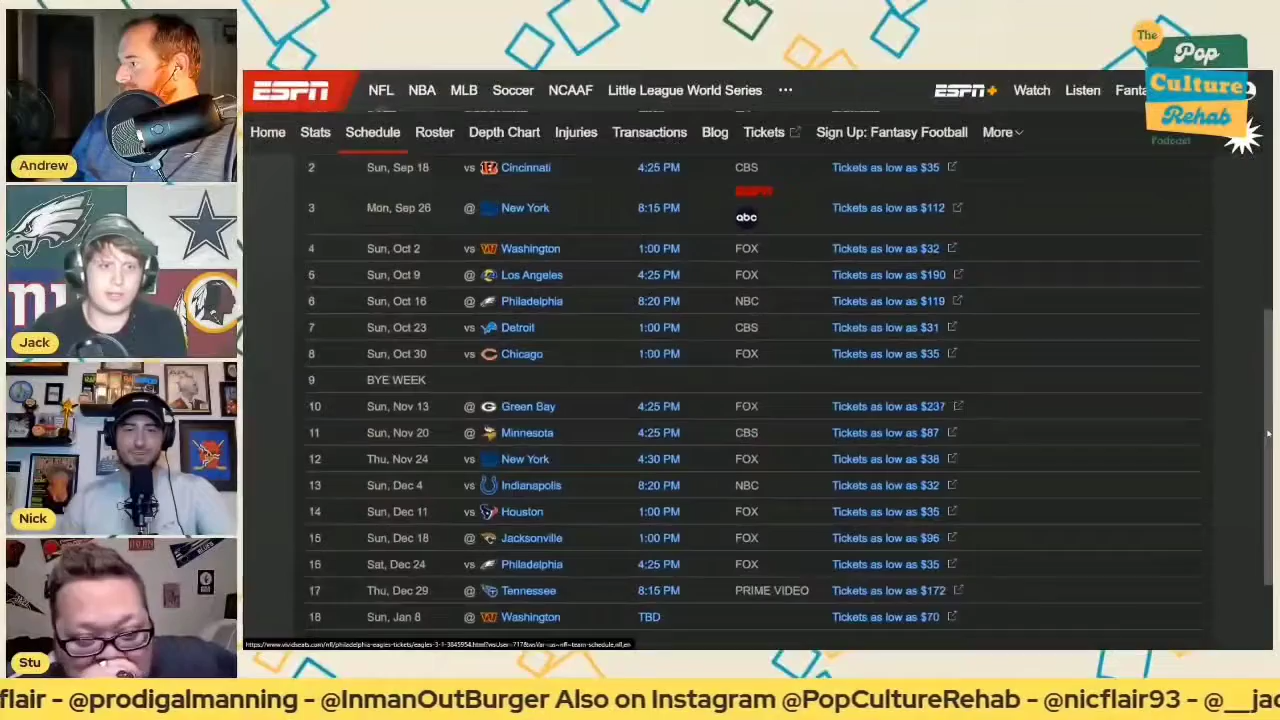 The
Pop
Culture
Rehab
Podcast
ESPN NFL NBA MLB Soccer NCAAF Little League World Series ••• ESPN+ Watch Listen Fanta
Home Stats Schedule Roster Depth Chart Injuries Transactions Blog Tickets Sign Up: Fantasy Football More
2 Sun, Sep 18 vs Cincinnati 4:25 PM CBS Tickets as low as $35
3 Mon, Sep 26 @ New York 8:15 PM ESPN abc Tickets as low as $112
4 Sun, Oct 2 vs Washington 1:00 PM FOX Tickets as low as $32
5 Sun, Oct 9 @ Los Angeles 4:25 PM FOX Tickets as low as $190
6 Sun, Oct 16 @ Philadelphia 8:20 PM NBC Tickets as low as $119
7 Sun, Oct 23 vs Detroit 1:00 PM CBS Tickets as low as $31
8 Sun, Oct 30 vs Chicago 1:00 PM FOX Tickets as low as $35
9 BYE WEEK
10 Sun, Nov 13 @ Green Bay 4:25 PM FOX Tickets as low as $237
11 Sun, Nov 20 @ Minnesota 4:25 PM CBS Tickets as low as $87
12 Thu, Nov 24 vs New York 4:30 PM FOX Tickets as low as $38
13 Sun, Dec 4 vs Indianapolis 8:20 PM NBC Tickets as low as $32
14 Sun, Dec 11 vs Houston 1:00 PM FOX Tickets as low as $35
15 Sun, Dec 18 @ Jacksonville 1:00 PM FOX Tickets as low as $96
16 Sat, Dec 24 vs Philadelphia 4:25 PM FOX Tickets as low as $35
17 Thu, Dec 29 @ Tennessee 8:15 PM PRIME VIDEO Tickets as low as $172
18 Sun, Jan 8 @ Washington TBD Tickets as low as $70
Andrew
Jack
Nick
Stu
flair - @prodigalmanning - @InmanOutBurger Also on Instagram @PopCultureRehab - @nicflair93 - @__jac